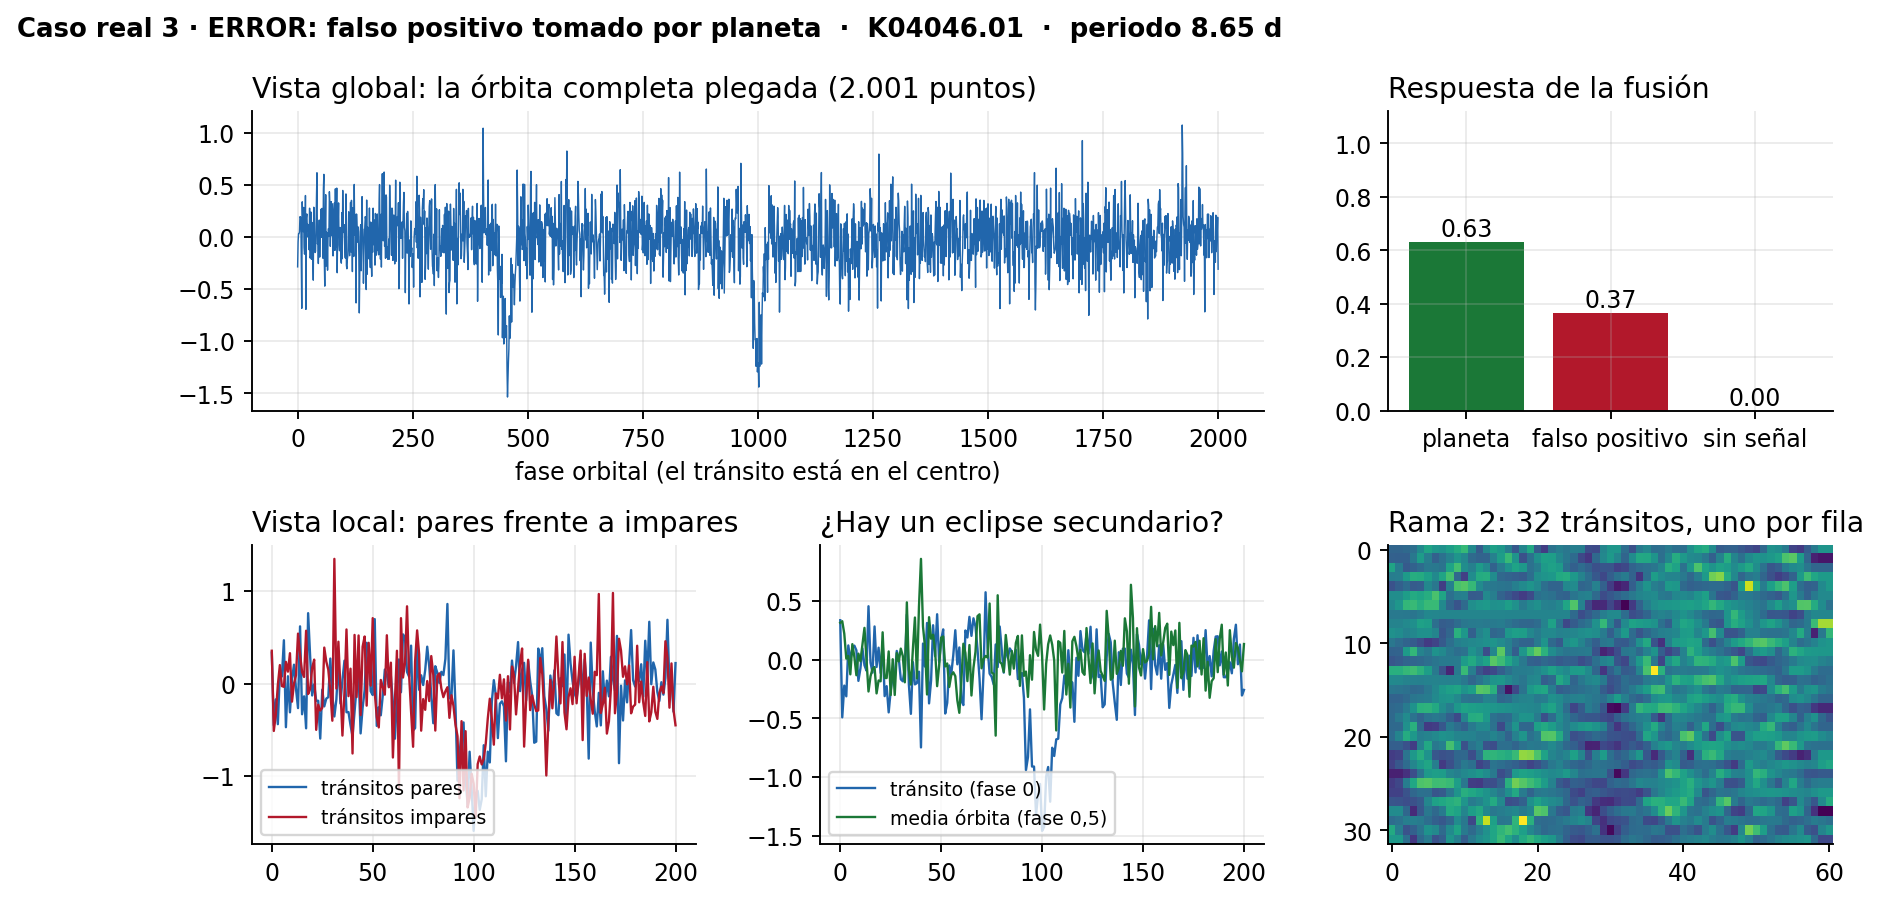 Caso real 3 · ERROR: falso positivo tomado por planeta · K04046.01 · periodo 8.65 d
Vista global: la órbita completa plegada (2.001 puntos)
1.0
0.5
0.0
−0.5
−1.0
−1.5
0 250 500 750 1000 1250 1500 1750 2000
fase orbital (el tránsito está en el centro)
Respuesta de la fusión
1.0
0.8
0.6
0.4
0.2
0.0
0.63
0.37
0.00
planeta falso positivo sin señal
Vista local: pares frente a impares
1
0
−1
tránsitos pares
tránsitos impares
0 50 100 150 200
¿Hay un eclipse secundario?
0.5
0.0
−0.5
−1.0
−1.5
tránsito (fase 0)
media órbita (fase 0,5)
0 50 100 150 200
Rama 2: 32 tránsitos, uno por fila
0
10
20
30
0 20 40 60